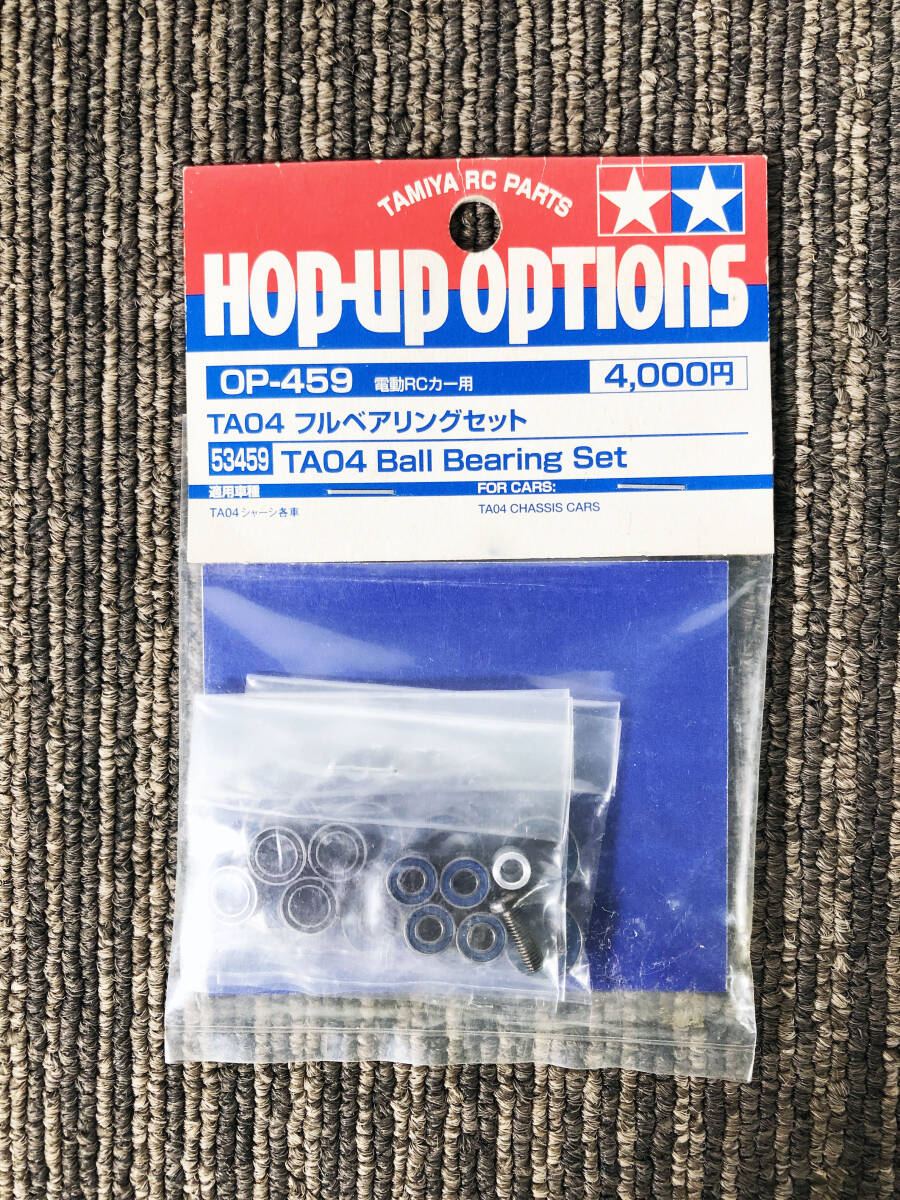 TAMIYA RC PARTS
HOP-UP OPTIONS
OP-459 電動RCカー用 4,000円
TA04 フルベアリングセット
53459 TA04 Ball Bearing Set
適用車種 FOR CARS:
TA04シャーシ各車 TA04 CHASSIS CARS